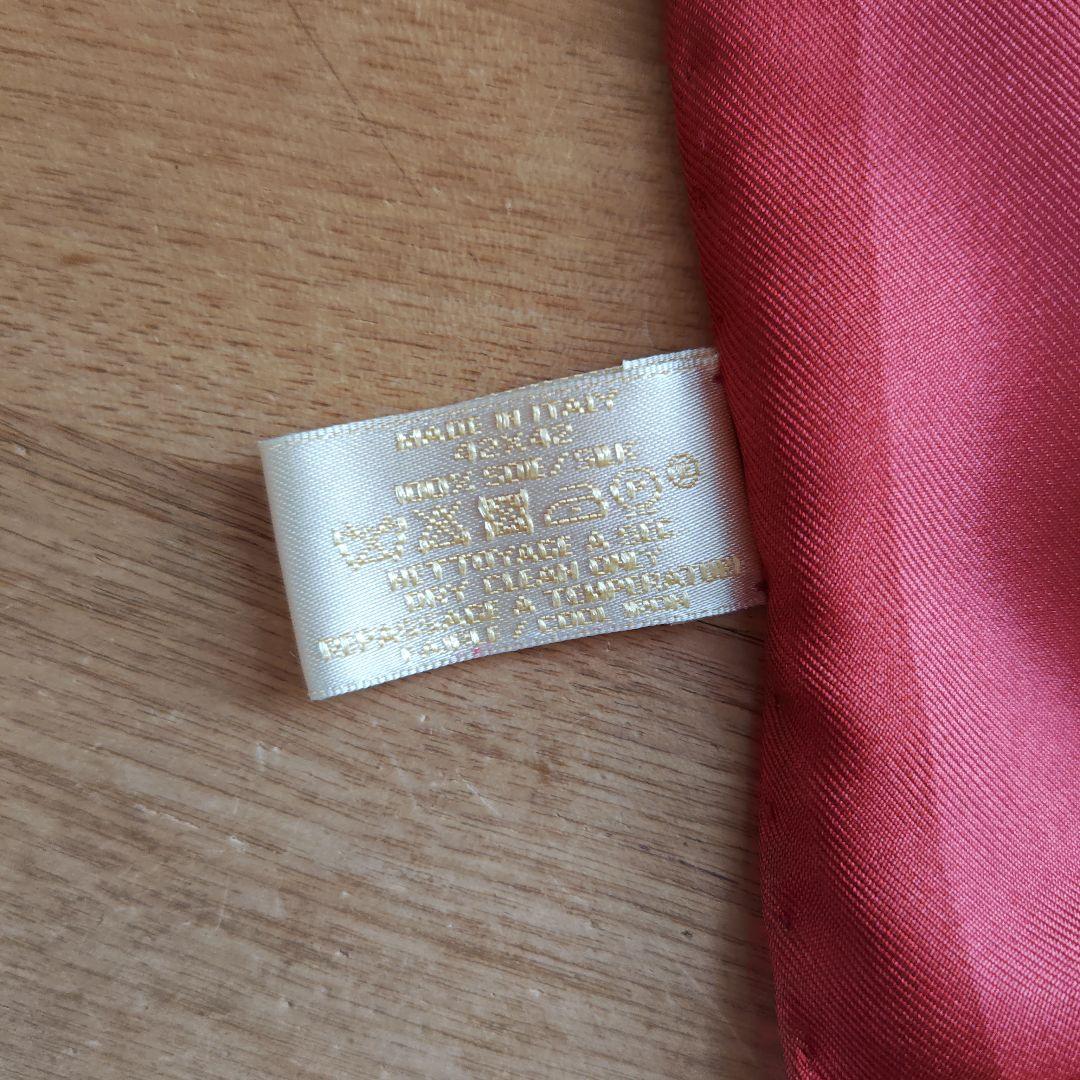 MADE IN ITALY
42X42
100% SOIE / SILK
NETTOYAGE A SEC
DRY CLEAN ONLY
REPASSAGE A TEMPERATURE
/ COOL IRON